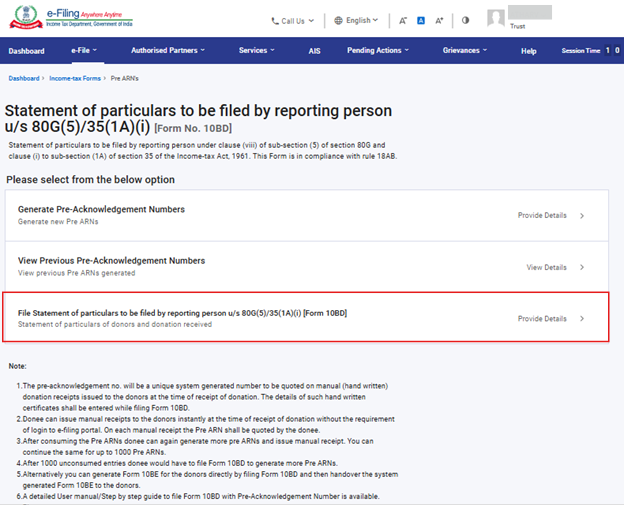 e-Filing Anywhere Anytime
Income Tax Department, Government of India
Call Us
English
A-
A
A+
Trust
Dashboard
e-File
Authorised Partners
Services
AIS
Pending Actions
Grievances
Help
Session Time 1 0
Dashboard > Income-tax Forms > Pre ARN's
Statement of particulars to be filed by reporting person
u/s 80G(5)/35(1A)(i) [Form No. 10BD]
Statement of particulars to be filed by reporting person under clause (viii) of sub-section (5) of section 80G and
clause (i) to sub-section (1A) of section 35 of the Income-tax Act, 1961. This Form is in compliance with rule 18AB.
Please select from the below option
Generate Pre-Acknowledgement Numbers
Generate new Pre ARNs
Provide Details >
View Previous Pre-Acknowledgement Numbers
View previous Pre ARNs generated
View Details >
File Statement of particulars to be filed by reporting person u/s 80G(5)/35(1A)(i) [Form 10BD]
Statement of particulars of donors and donation received
Provide Details >
Note:
1.The pre-acknowledgement no. will be a unique system generated number to be quoted on manual (hand written)
donation receipts issued to the donors at the time of receipt of donation. The details of such hand written
certificates shall be entered while filing Form 10BD.
2.Donee can issue manual receipts to the donors instantly at the time of receipt of donation without the requirement
of login to e-filing portal. On each manual receipt the Pre ARN shall be quoted by the donee.
3.After consuming the Pre ARNs donee can again generate more pre ARNs and issue manual receipt. You can
continue the same for up to 1000 Pre ARNs.
4.After 1000 unconsumed entries donee would have to file Form 10BD to generate more Pre ARNs.
5.Alternatively you can generate Form 10BE for the donors directly by filing Form 10BD and then handover the system
generated Form 10BE to the donors.
6.A detailed User manual/Step by step guide to file Form 10BD with Pre-Acknowledgement Number is available.